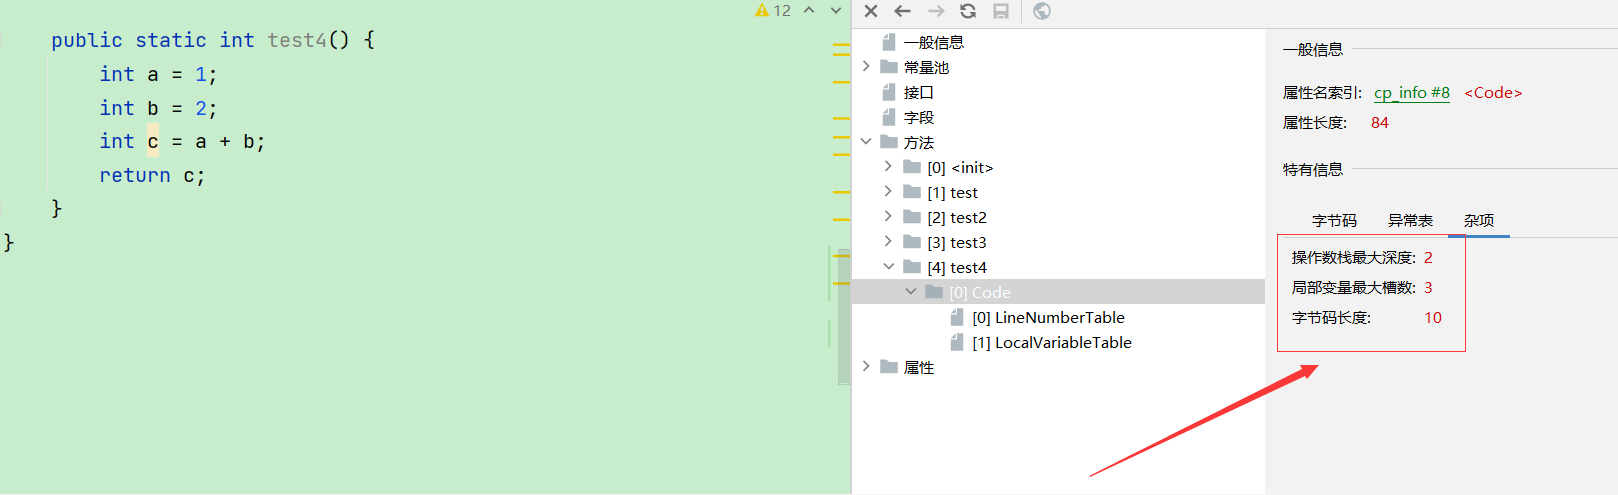 12
public static int test4() {
int a = 1;
int b = 2;
int c = a + b;
return c;
}
}
一般信息
常量池
接口
字段
方法
[0] <init>
[1] test
[2] test2
[3] test3
[4] test4
[0] Code
[0] LineNumberTable
[1] LocalVariableTable
属性
一般信息
属性名索引: cp_info #8 <Code>
属性长度: 84
特有信息
字节码 异常表 杂项
操作数栈最大深度: 2
局部变量最大槽数: 3
字节码长度: 10